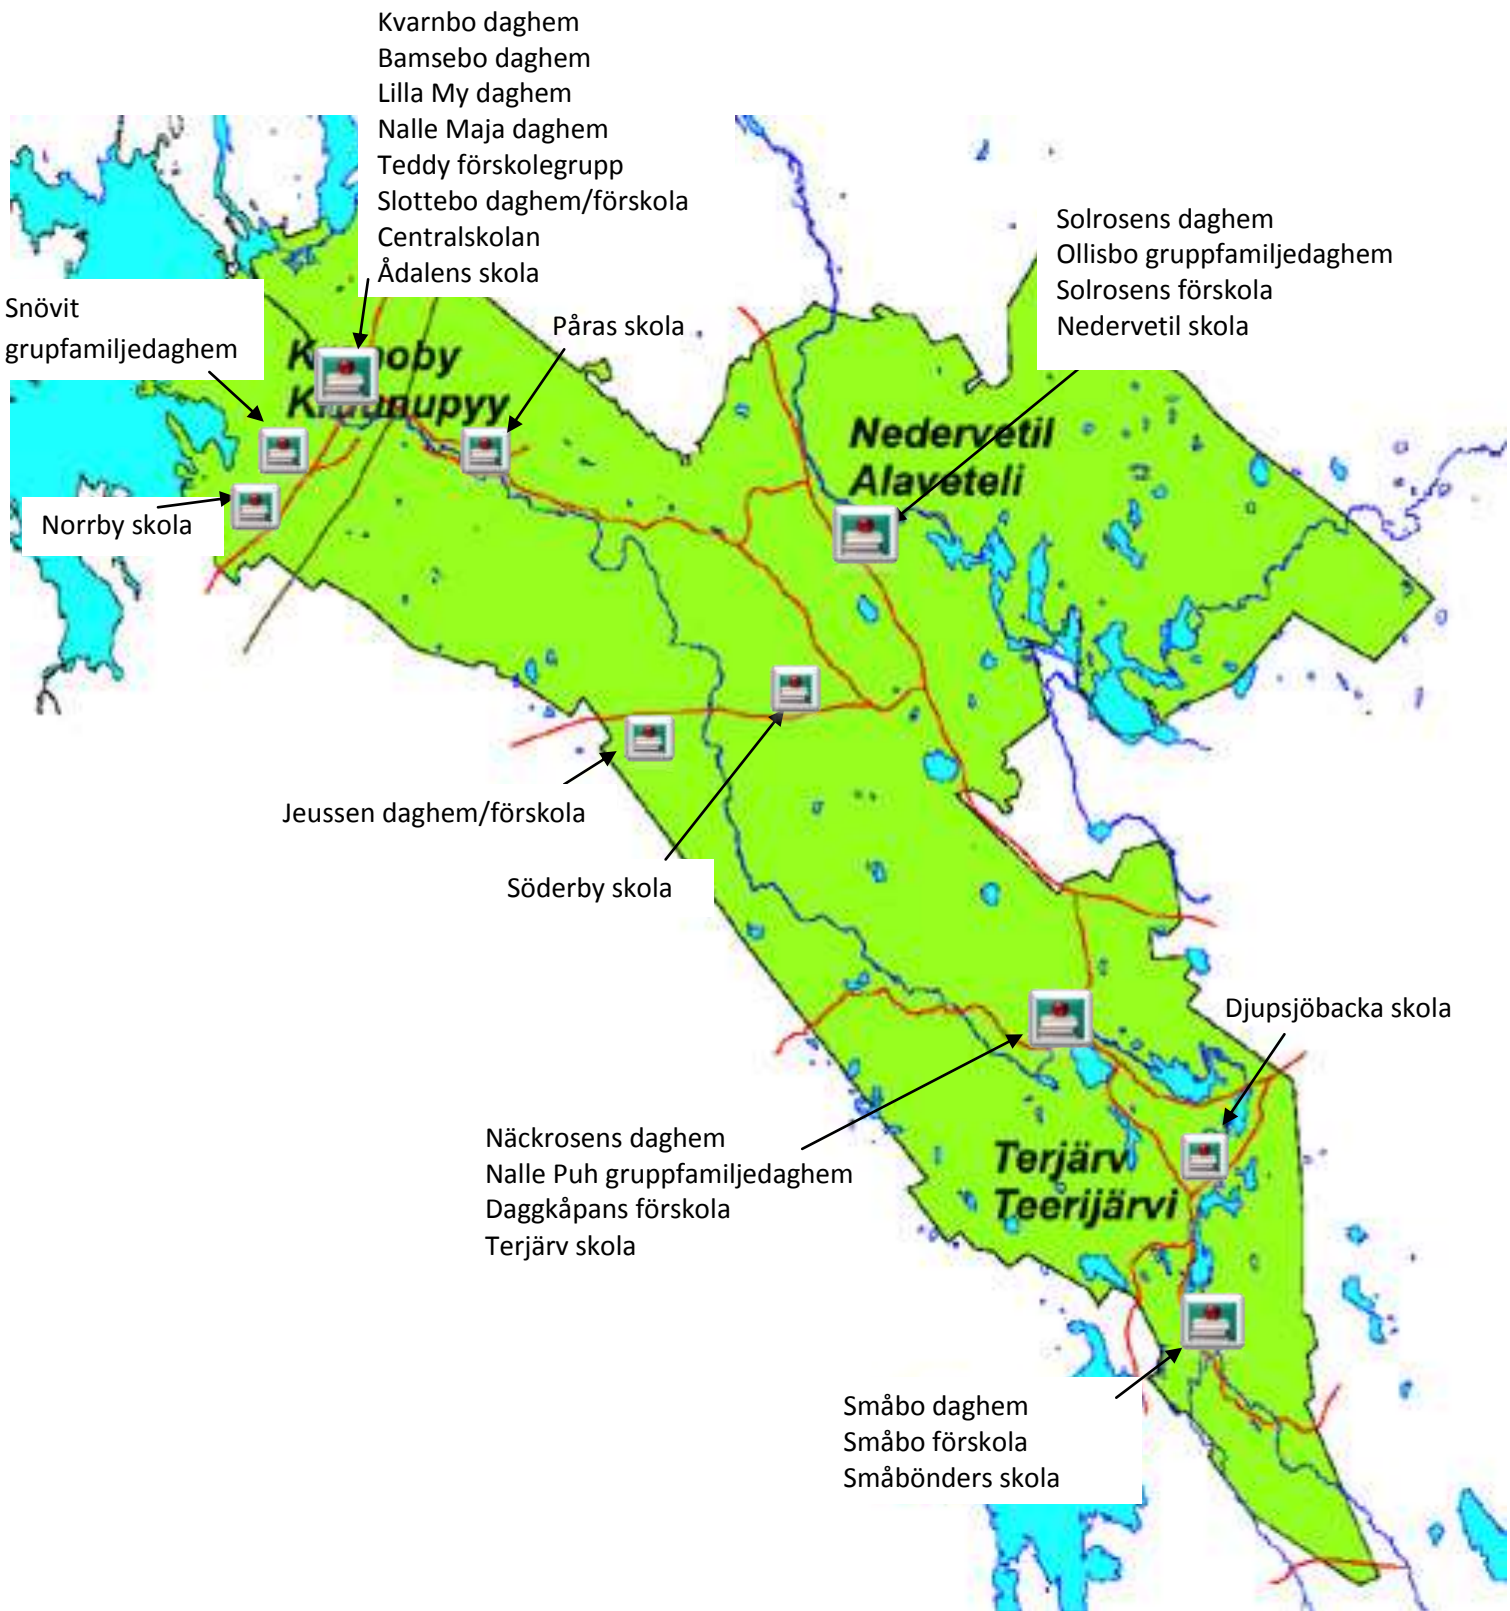 Kvarnbo daghem
Bamsebo daghem
Lilla My daghem
Nalle Maja daghem
Teddy förskolegrupp
Slottebo daghem/förskola
Centralskolan
Ådalens skola
Solrosens daghem
Ollisbo gruppfamiljedaghem
Solrosens förskola
Nedervetil skola
Snövit
grupfamiljedaghem
Påras skola
Nedervetil
Alaveteli
Norrby skola
Jeussen daghem/förskola
Söderby skola
Djupsjöbacka skola
Näckrosens daghem
Nalle Puh gruppfamiljedaghem
Daggkåpans förskola
Terjärv skola
Terjärv
Teerijärvi
Småbo daghem
Småbo förskola
Småbönders skola